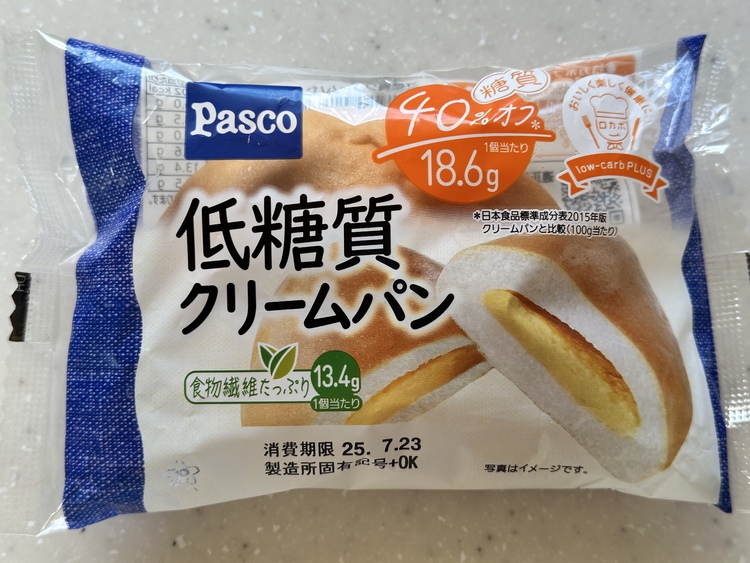 Pasco
糖質
40%オフ*
1個当たり
18.6g
おいしく楽しく健康に
ロカボ
low-carb PLUS
*日本食品標準成分表2015年版
クリームパンと比較(100g当たり)
低糖質
クリームパン
食物繊維たっぷり
13.4g
1個当たり
消費期限 25. 7.23
製造所固有記号+OK
写真はイメージです。